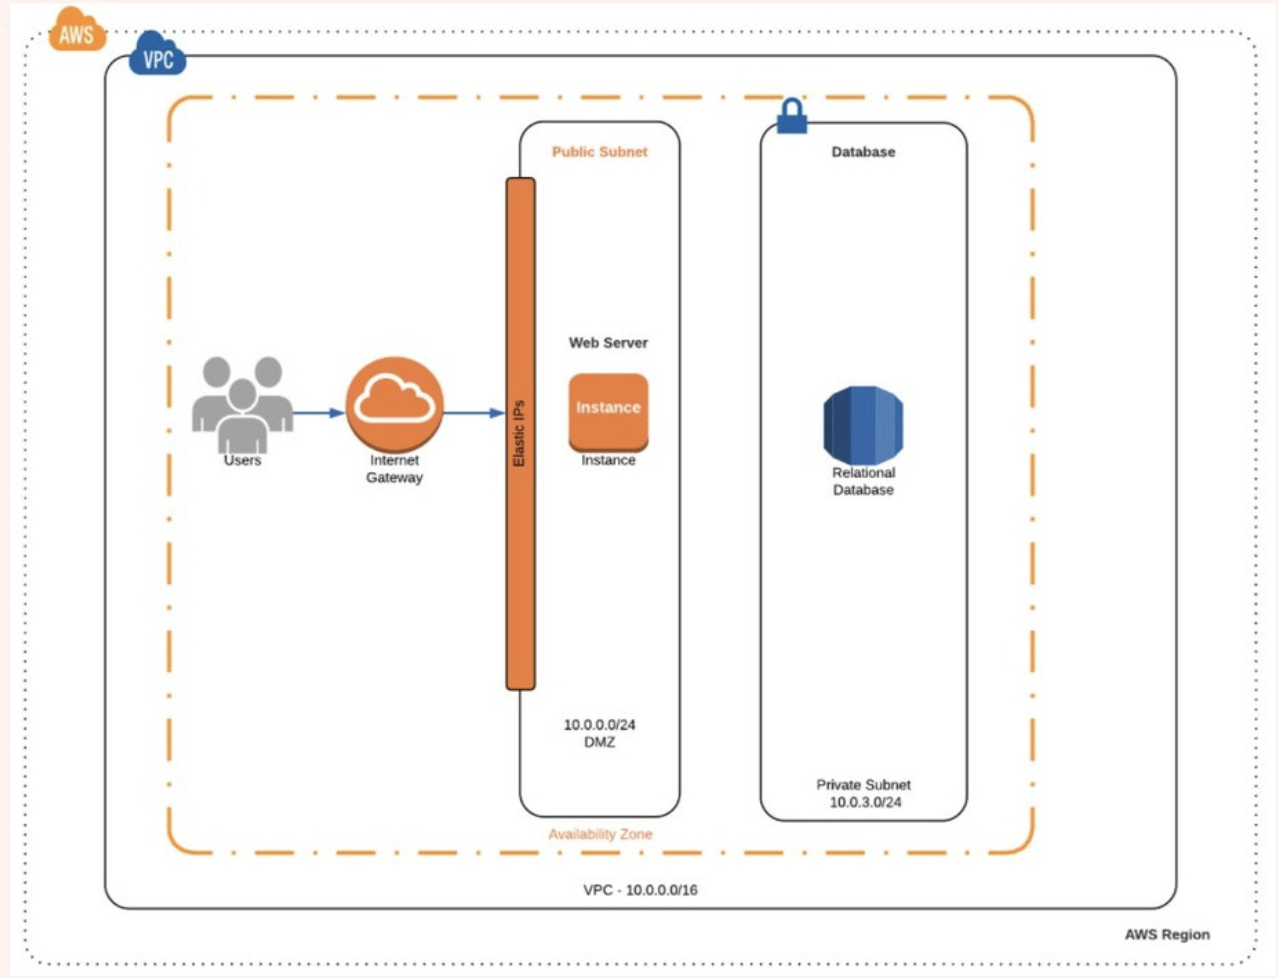 AWS
VPC
Public Subnet
Database
Web Server
Instance
Instance
Elastic IPs
Users
Internet
Gateway
Relational
Database
10.0.0.0/24
DMZ
Private Subnet
10.0.3.0/24
Availability Zone
VPC - 10.0.0.0/16
AWS Region